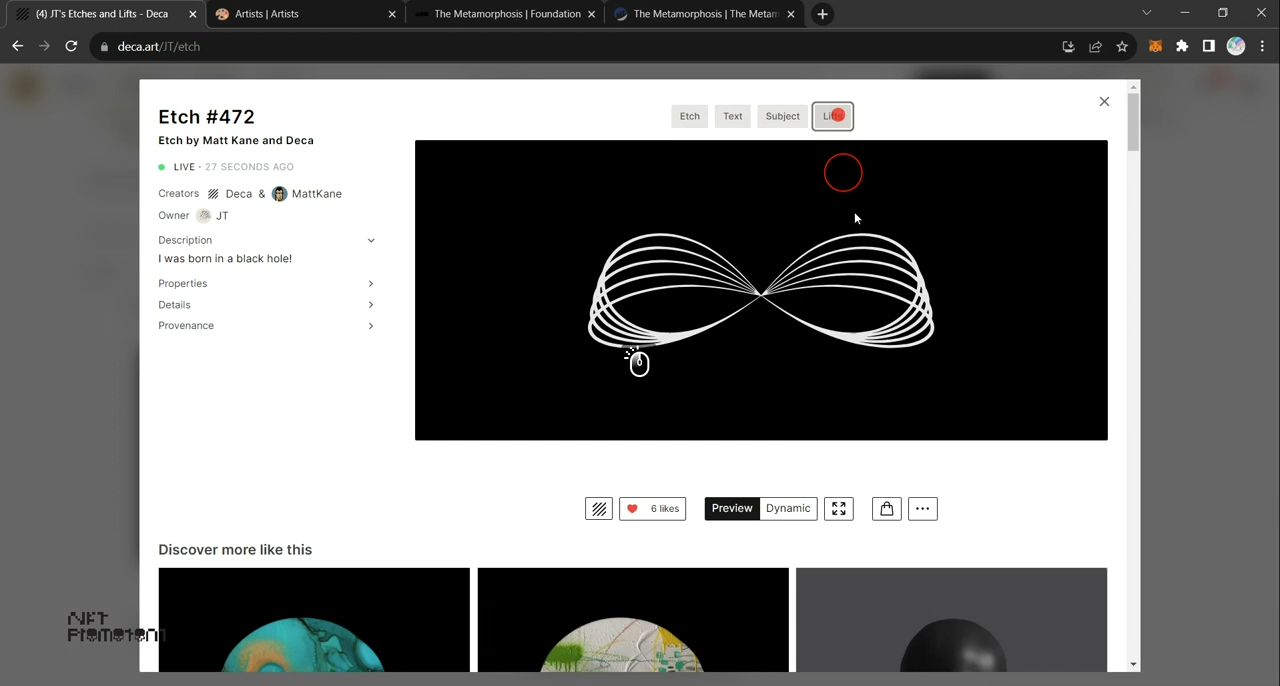 (4) JT's Etches and Lifts - Deca
Artists | Artists
The Metamorphosis | Foundation
The Metamorphosis | The Metam
deca.art/JT/etch
Etch #472
Etch by Matt Kane and Deca
LIVE · 27 SECONDS AGO
Creators Deca & MattKane
Owner JT
Description
I was born in a black hole!
Properties
Details
Provenance
Etch Text Subject
6 likes
Preview Dynamic
Discover more like this
NFT